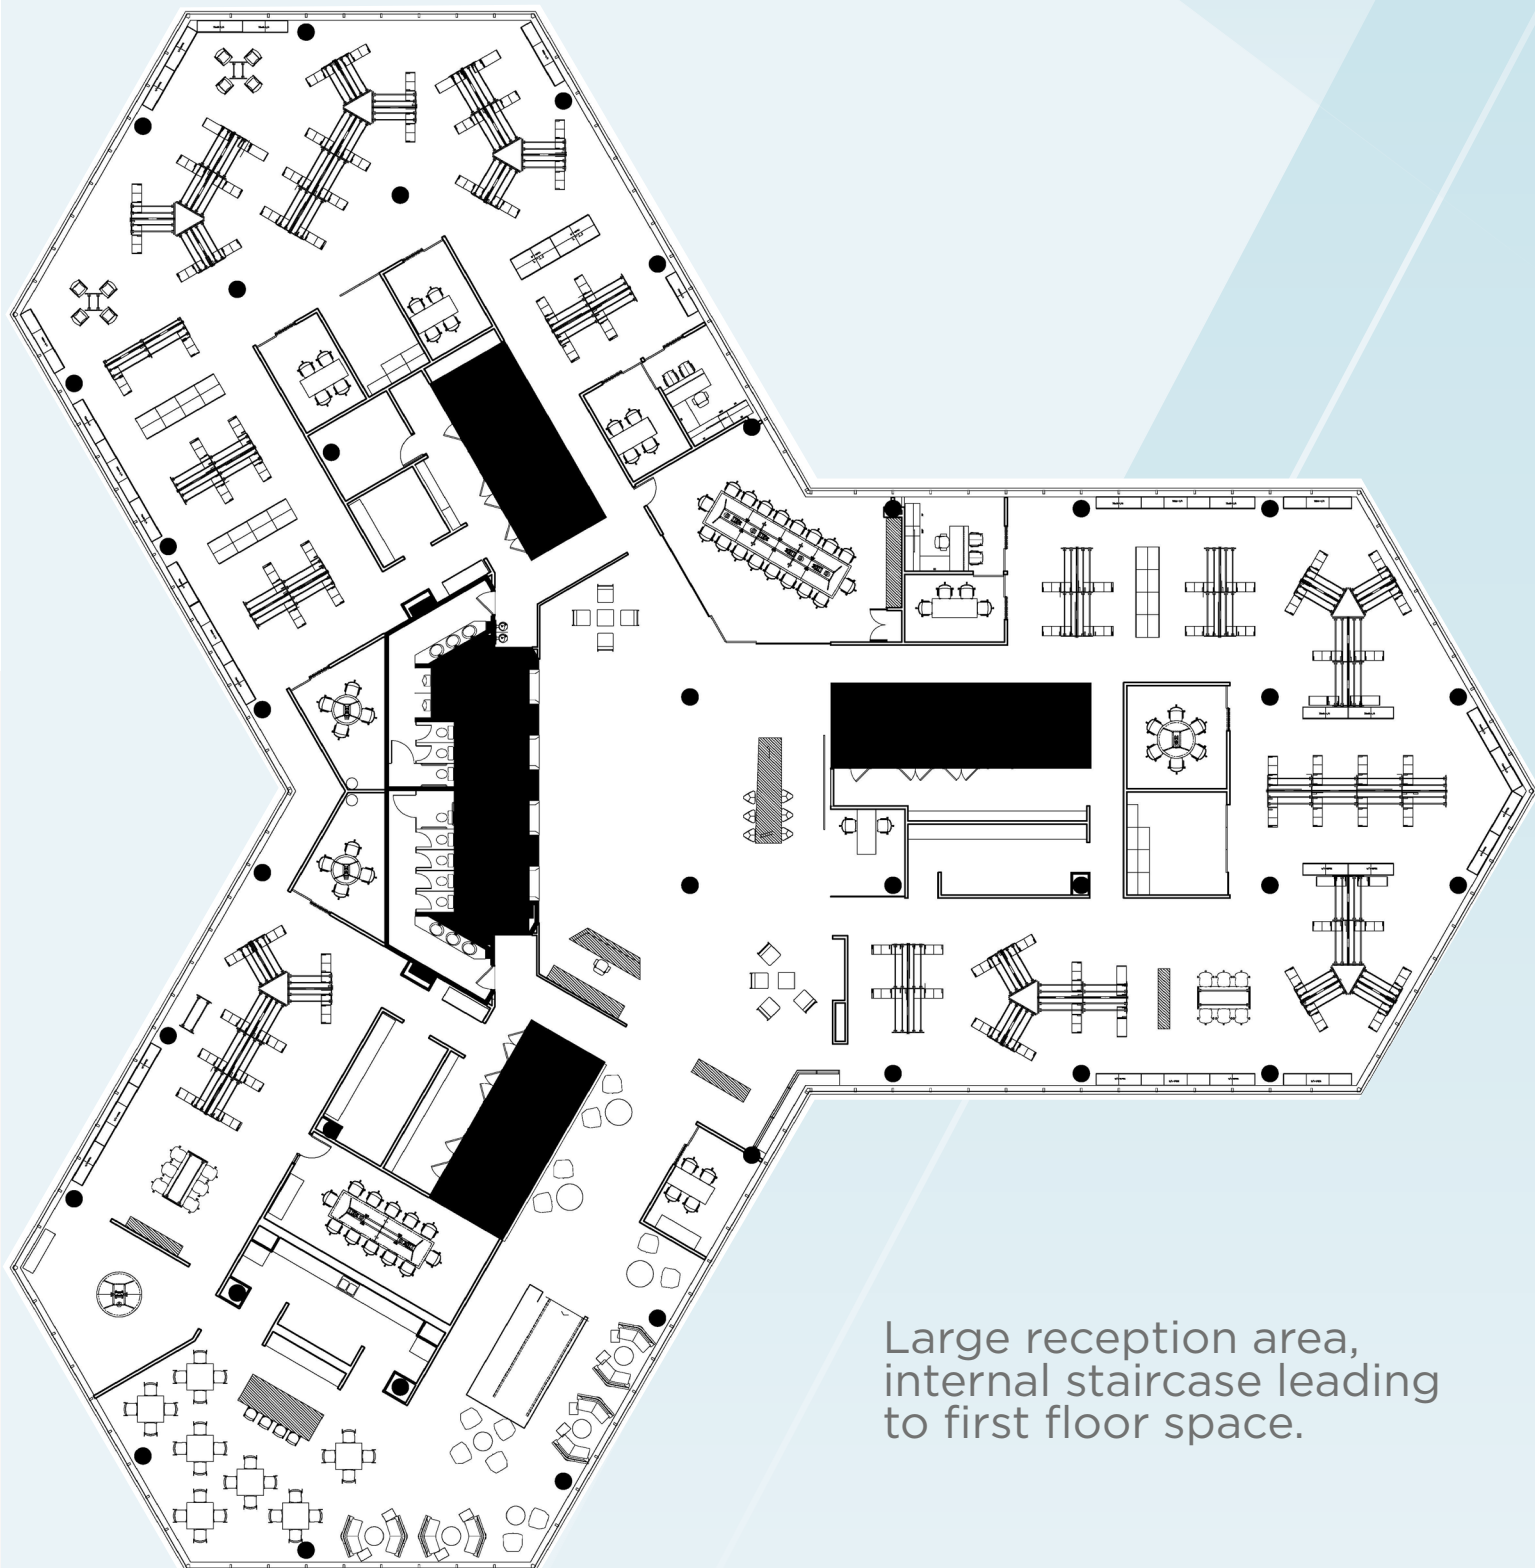 Large reception area,
internal staircase leading
to first floor space.